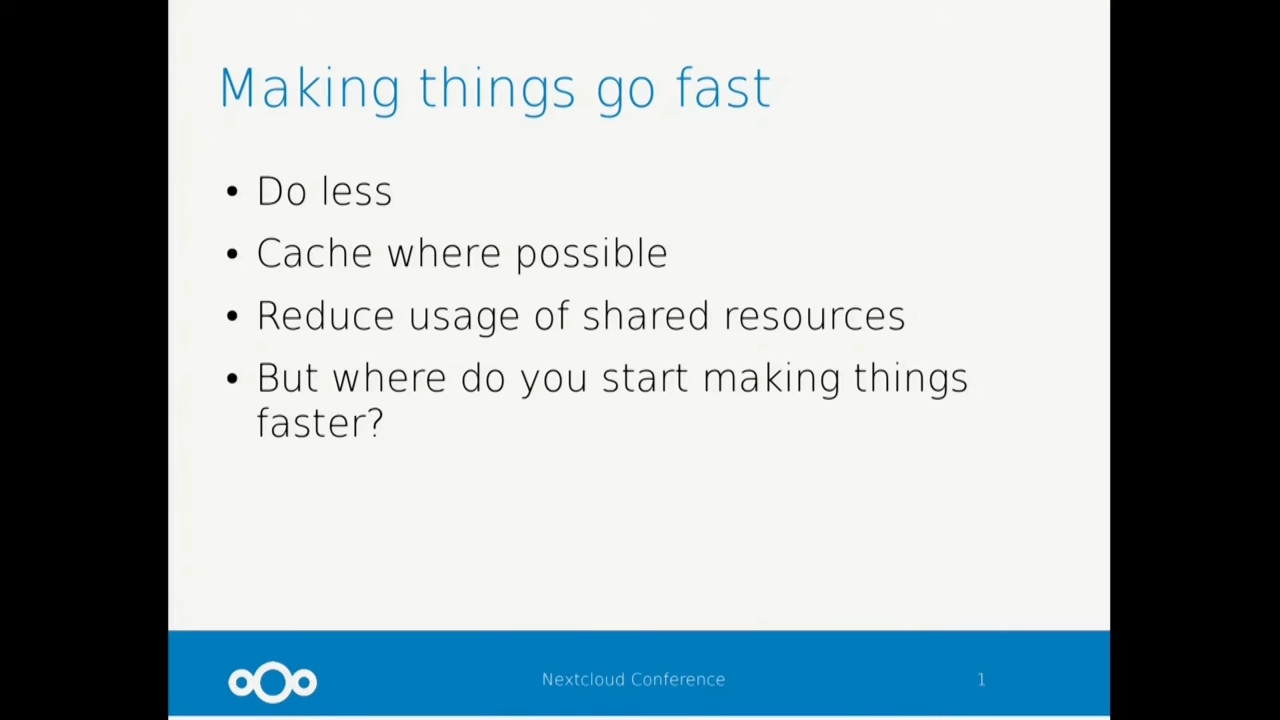 Making things go fast
• Do less
• Cache where possible
• Reduce usage of shared resources
• But where do you start making things
faster?
Nextcloud Conference
1